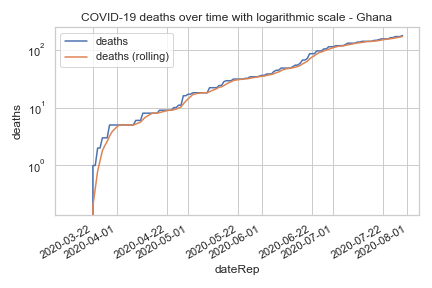 COVID-19 deaths over time with logarithmic scale - Ghana
deaths
deaths (rolling)
10²
10¹
10⁰
deaths
2020-03-22
2020-04-01
2020-04-22
2020-05-01
2020-05-22
2020-06-01
2020-06-22
2020-07-01
2020-07-22
2020-08-01
dateRep